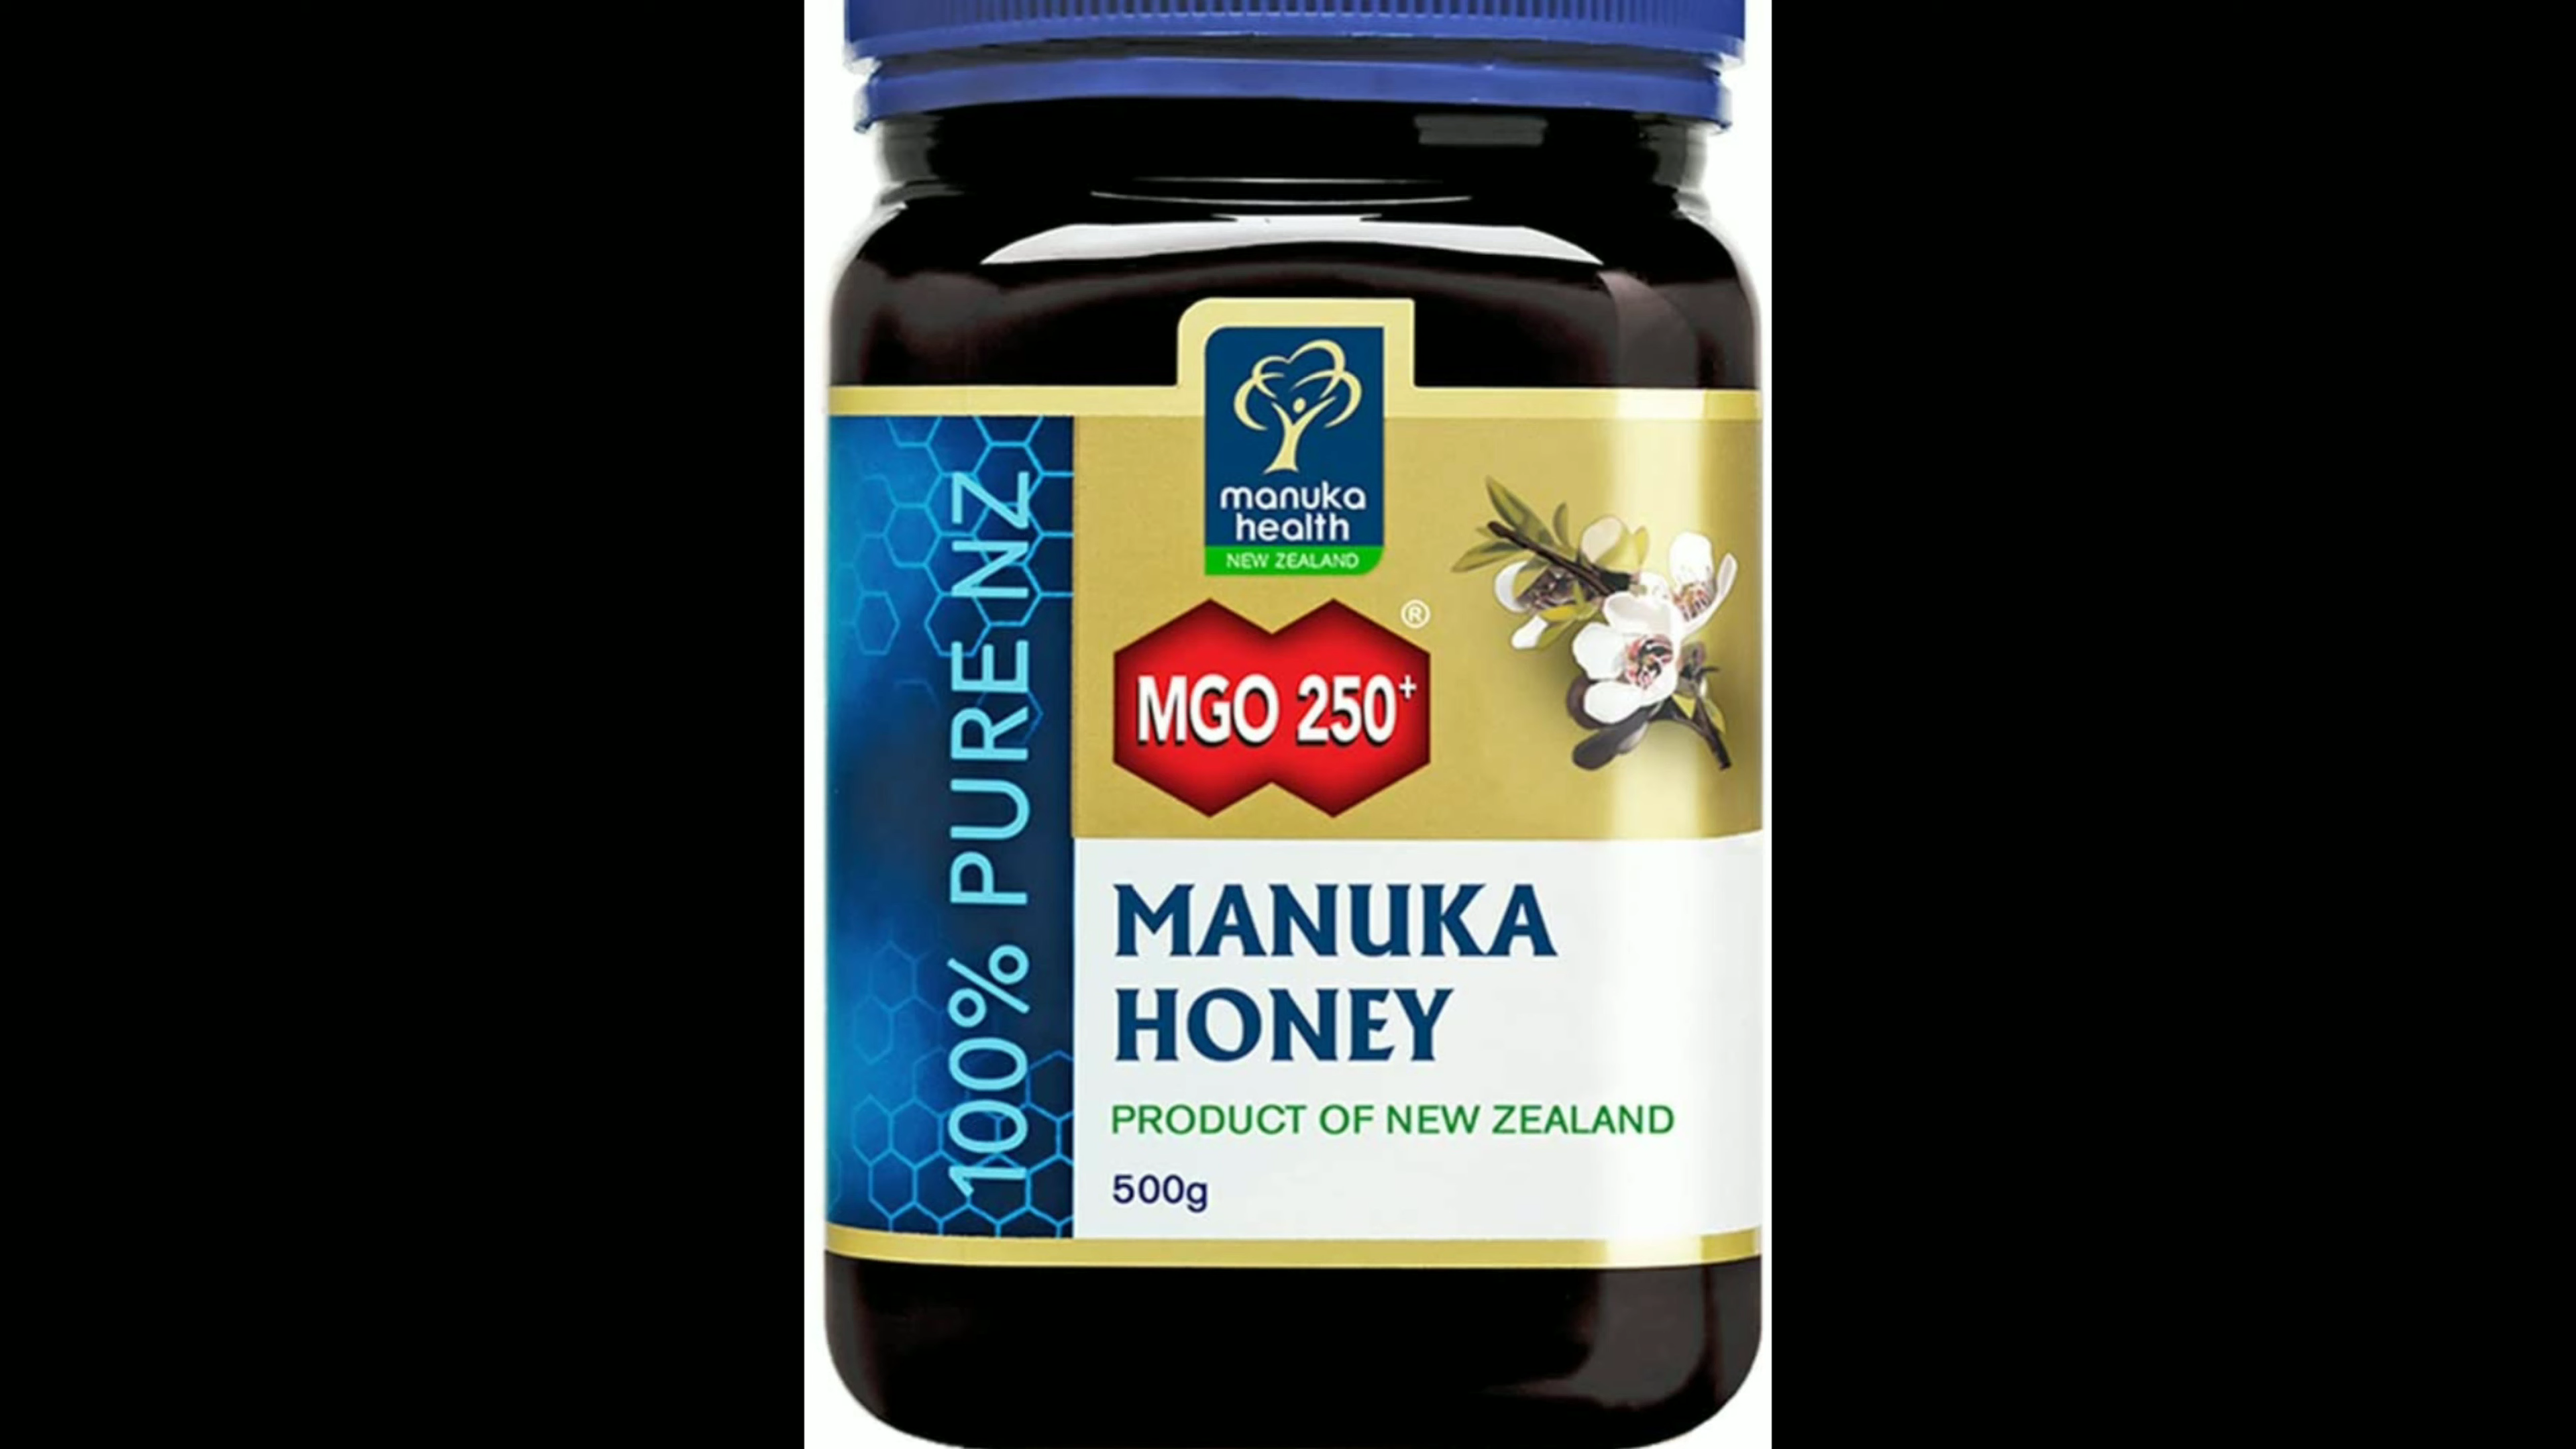 manuka
health
NEW ZEALAND
®
MGO 250+
100% PURE NZ
MANUKA
HONEY
PRODUCT OF NEW ZEALAND
500g